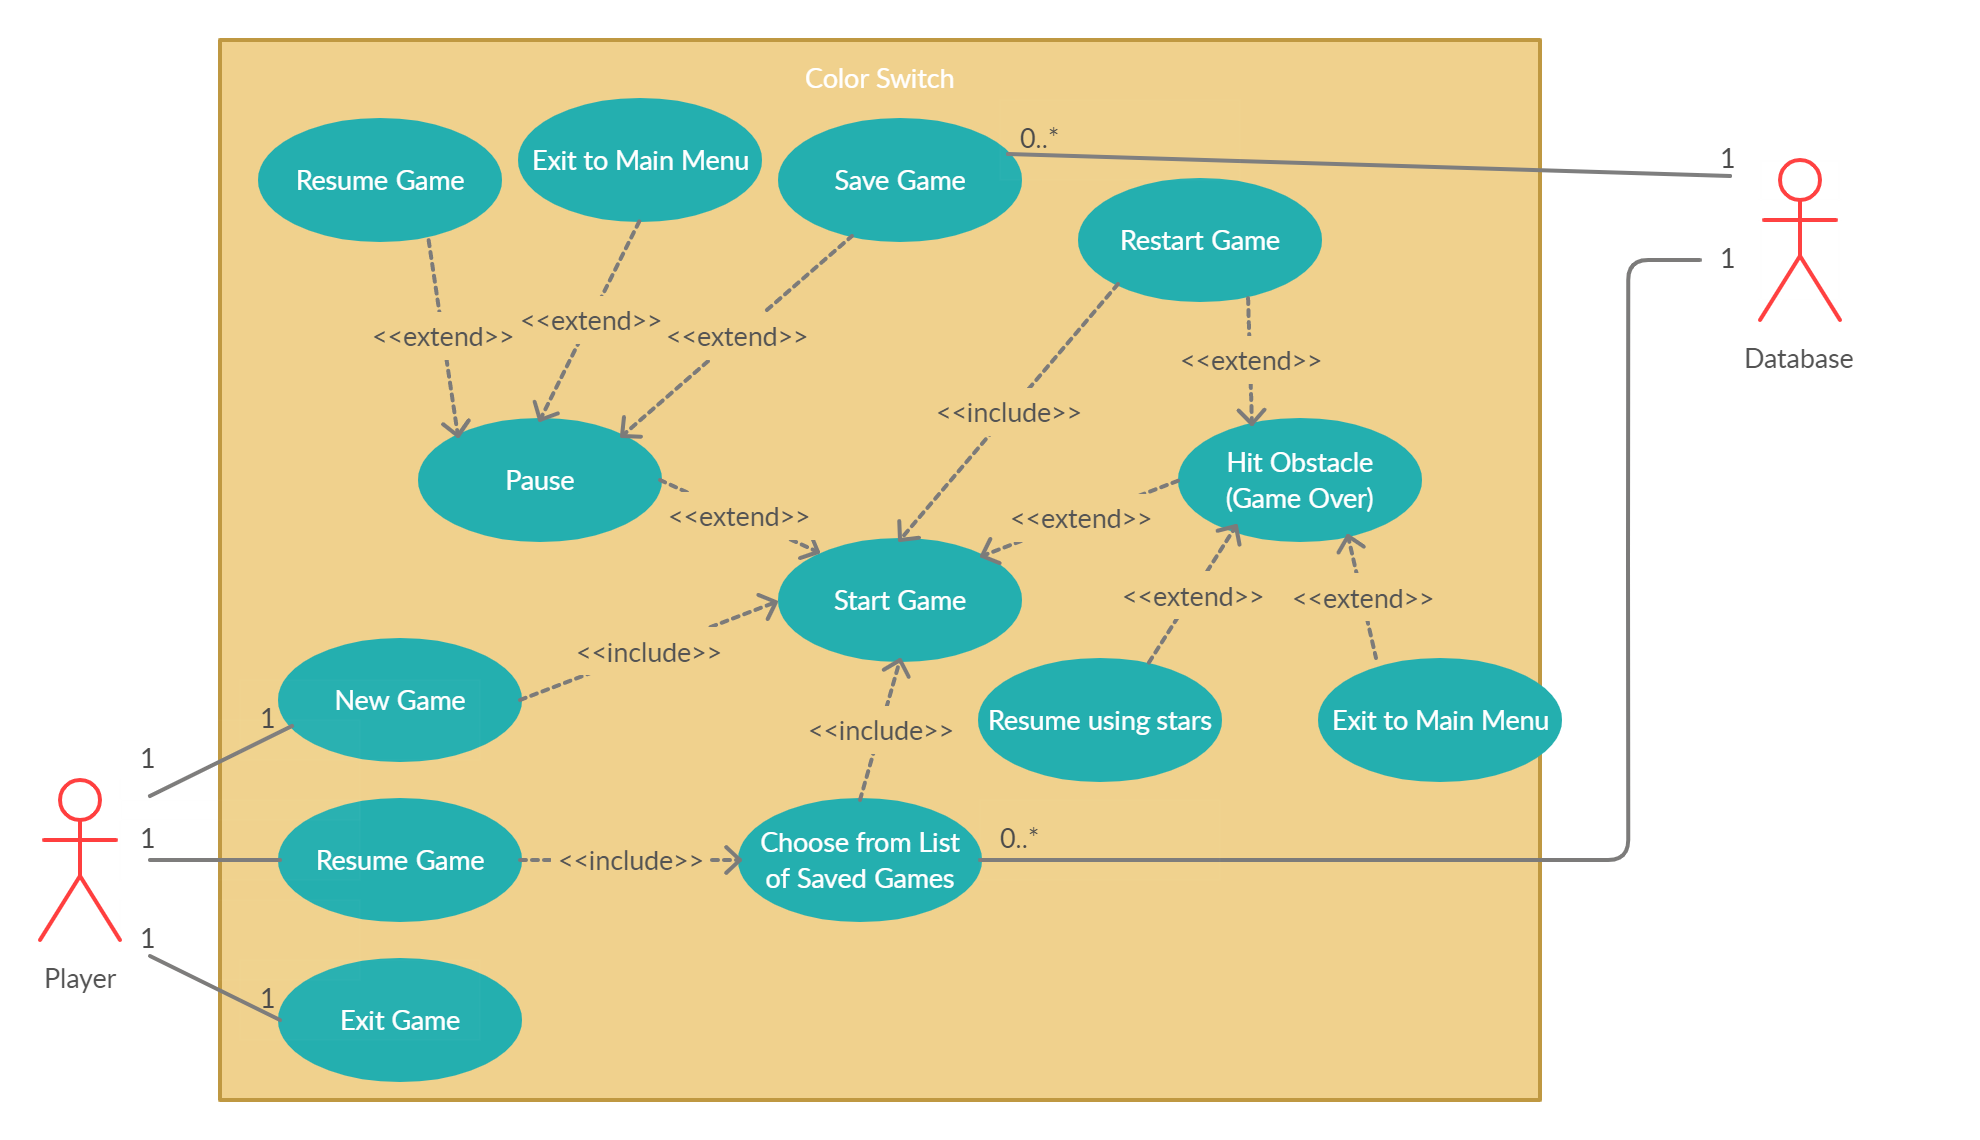 Color Switch
Resume Game
Exit to Main Menu
Save Game
0..*
1
Restart Game
1
Database
<<extend>>
<<extend>>
<<extend>>
<<extend>>
<<include>>
Pause
Hit Obstacle
(Game Over)
<<extend>>
<<extend>>
Start Game
<<extend>>
<<extend>>
<<include>>
New Game
1
1
<<include>>
Resume using stars
Exit to Main Menu
1
Resume Game
<<include>>
Choose from List
of Saved Games
0..*
1
Player
1
Exit Game